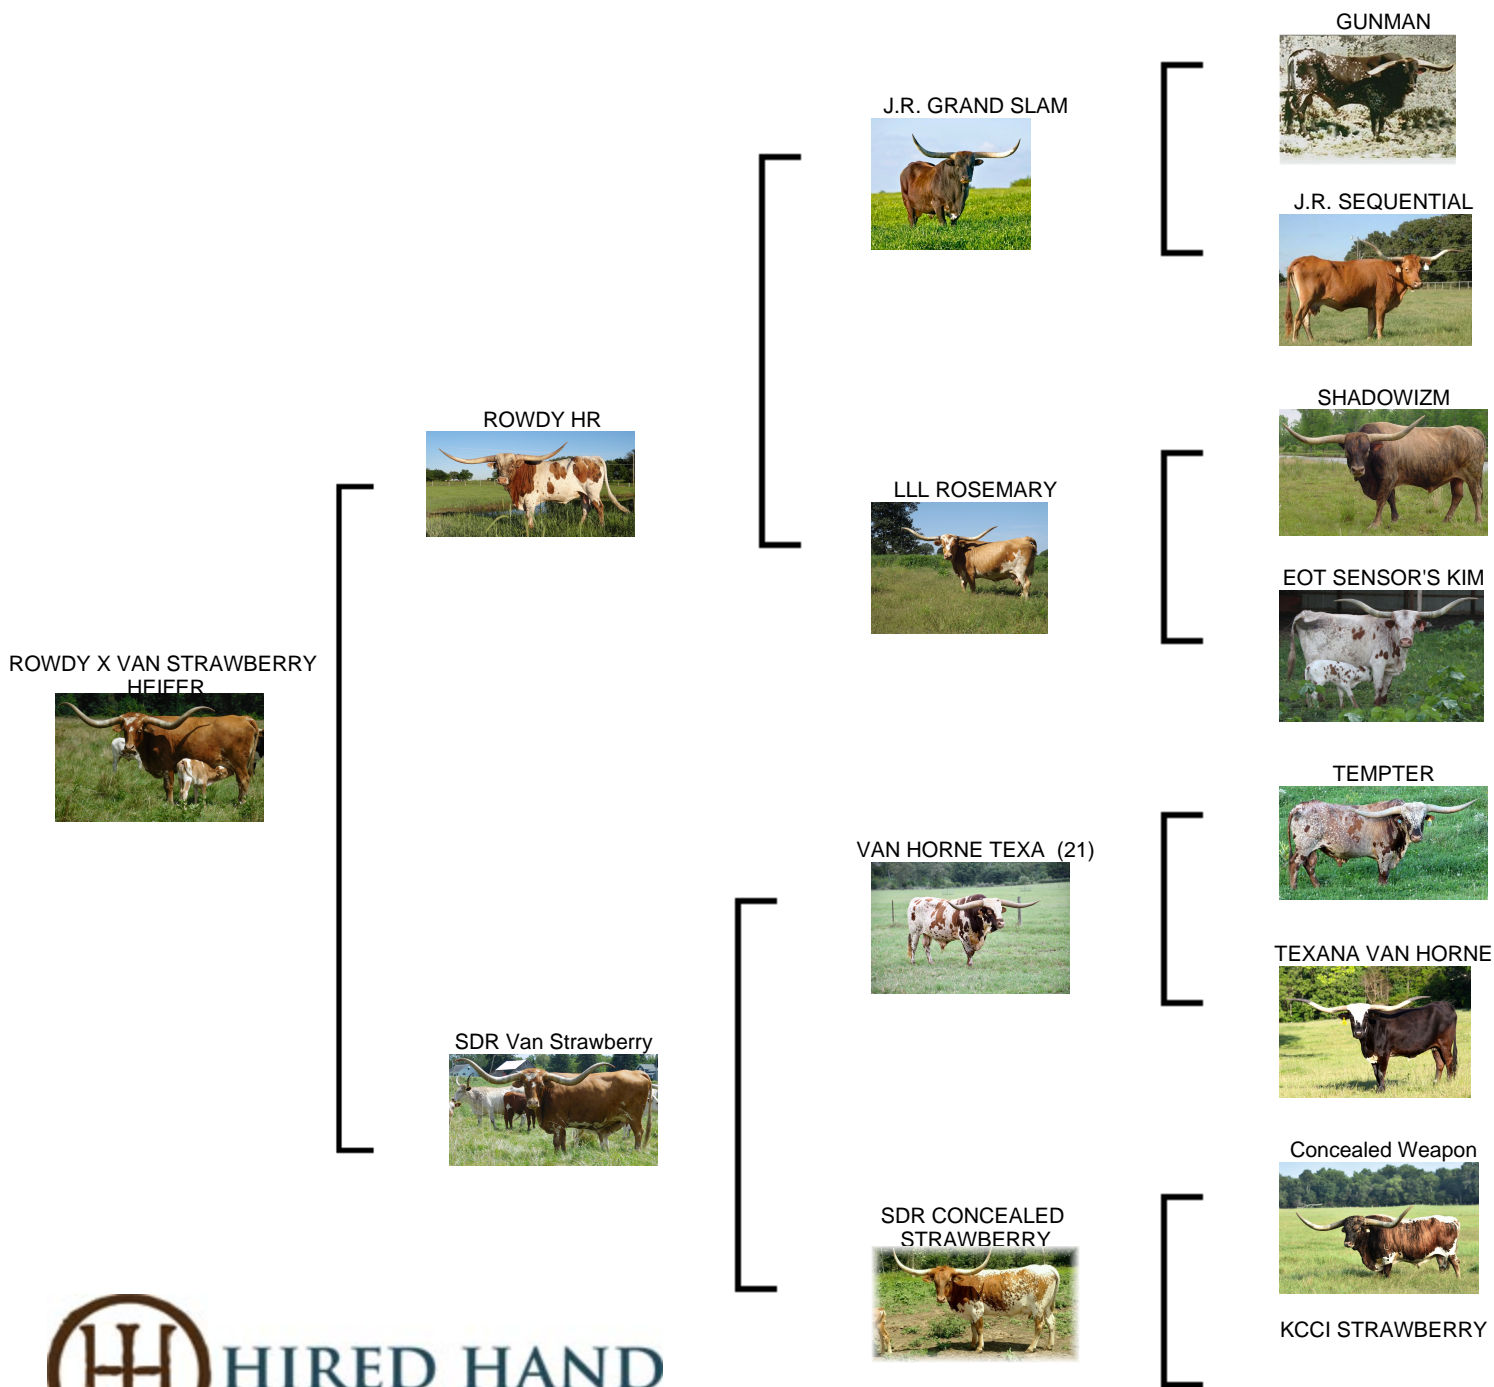 GUNMAN
J.R. GRAND SLAM
J.R. SEQUENTIAL
SHADOWIZM
ROWDY HR
LLL ROSEMARY
EOT SENSOR'S KIM
ROWDY X VAN STRAWBERRY
HEIFER
TEMPTER
VAN HORNE TEXA (21)
TEXANA VAN HORNE
SDR Van Strawberry
Concealed Weapon
SDR CONCEALED
STRAWBERRY
KCCI STRAWBERRY
HIRED HAND